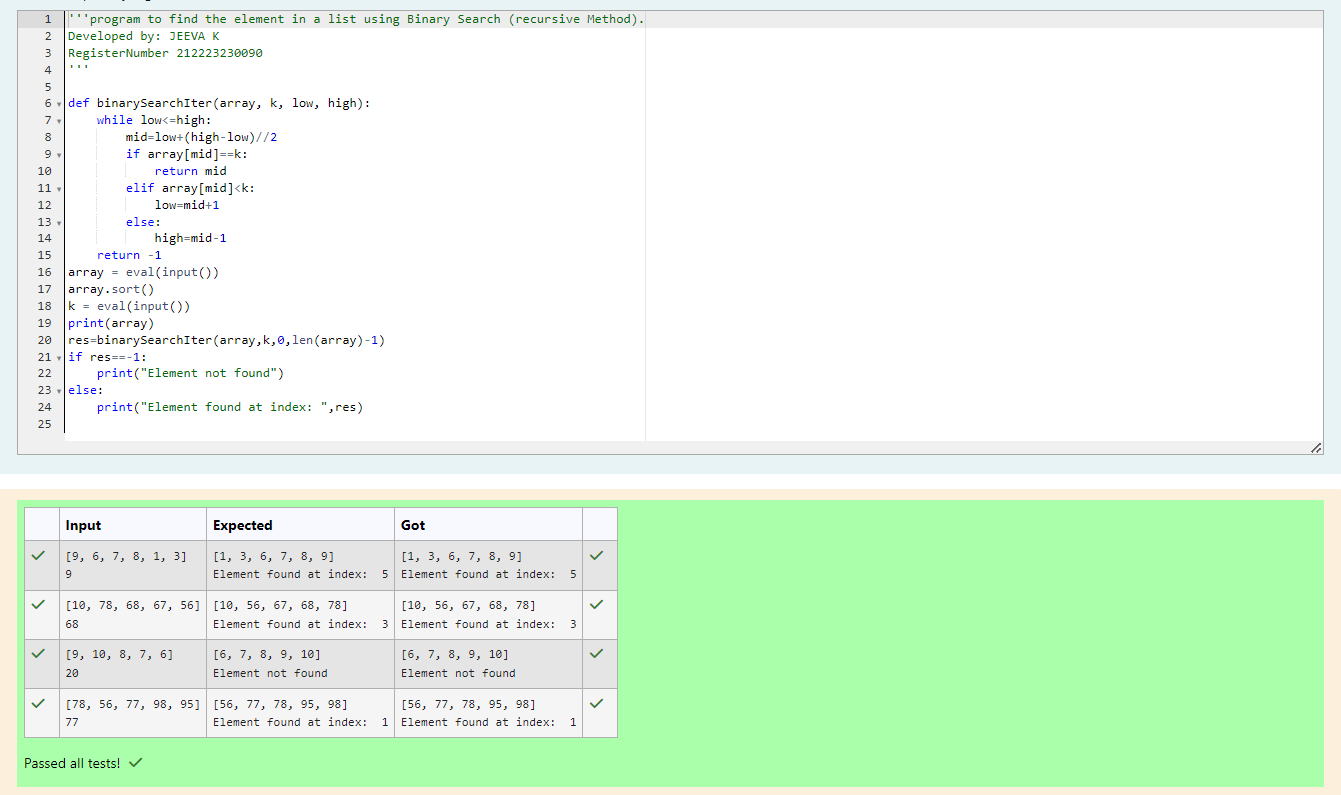 1 '''program to find the element in a list using Binary Search (recursive Method).
2 Developed by: JEEVA K
3 RegisterNumber 212223230090
4 '''
5
6 def binarySearchIter(array, k, low, high):
7     while low<=high:
8         mid=low+(high-low)//2
9         if array[mid]==k:
10             return mid
11         elif array[mid]<k:
12             low=mid+1
13         else:
14             high=mid-1
15     return -1
16 array = eval(input())
17 array.sort()
18 k = eval(input())
19 print(array)
20 res=binarySearchIter(array,k,0,len(array)-1)
21 if res==-1:
22     print("Element not found")
23 else:
24     print("Element found at index: ",res)
25
Input Expected Got
[9, 6, 7, 8, 1, 3] [1, 3, 6, 7, 8, 9] [1, 3, 6, 7, 8, 9]
9 Element found at index:  5 Element found at index:  5
[10, 78, 68, 67, 56] [10, 56, 67, 68, 78] [10, 56, 67, 68, 78]
68 Element found at index:  3 Element found at index:  3
[9, 10, 8, 7, 6] [6, 7, 8, 9, 10] [6, 7, 8, 9, 10]
20 Element not found Element not found
[78, 56, 77, 98, 95] [56, 77, 78, 95, 98] [56, 77, 78, 95, 98]
77 Element found at index:  1 Element found at index:  1
Passed all tests!